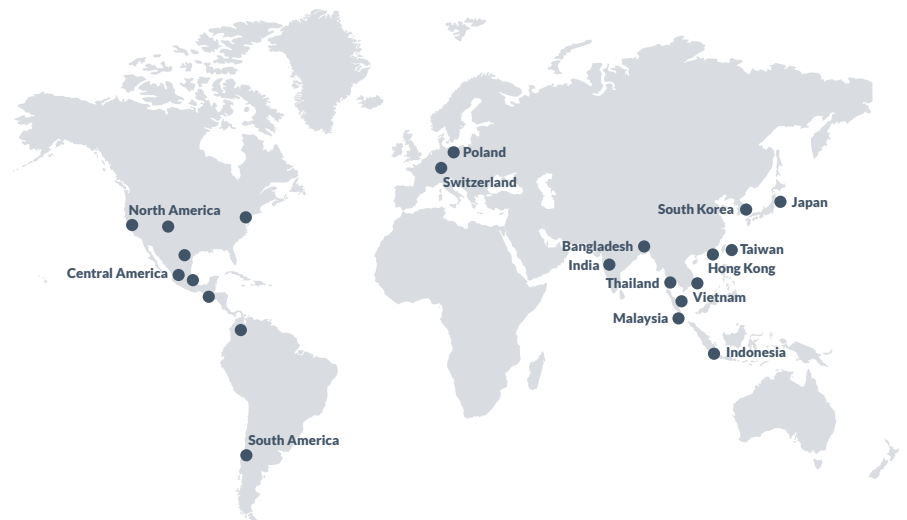 Poland
Switzerland
North America
South Korea
Japan
Bangladesh
Taiwan
India
Hong Kong
Central America
Thailand
Vietnam
Malaysia
Indonesia
South America